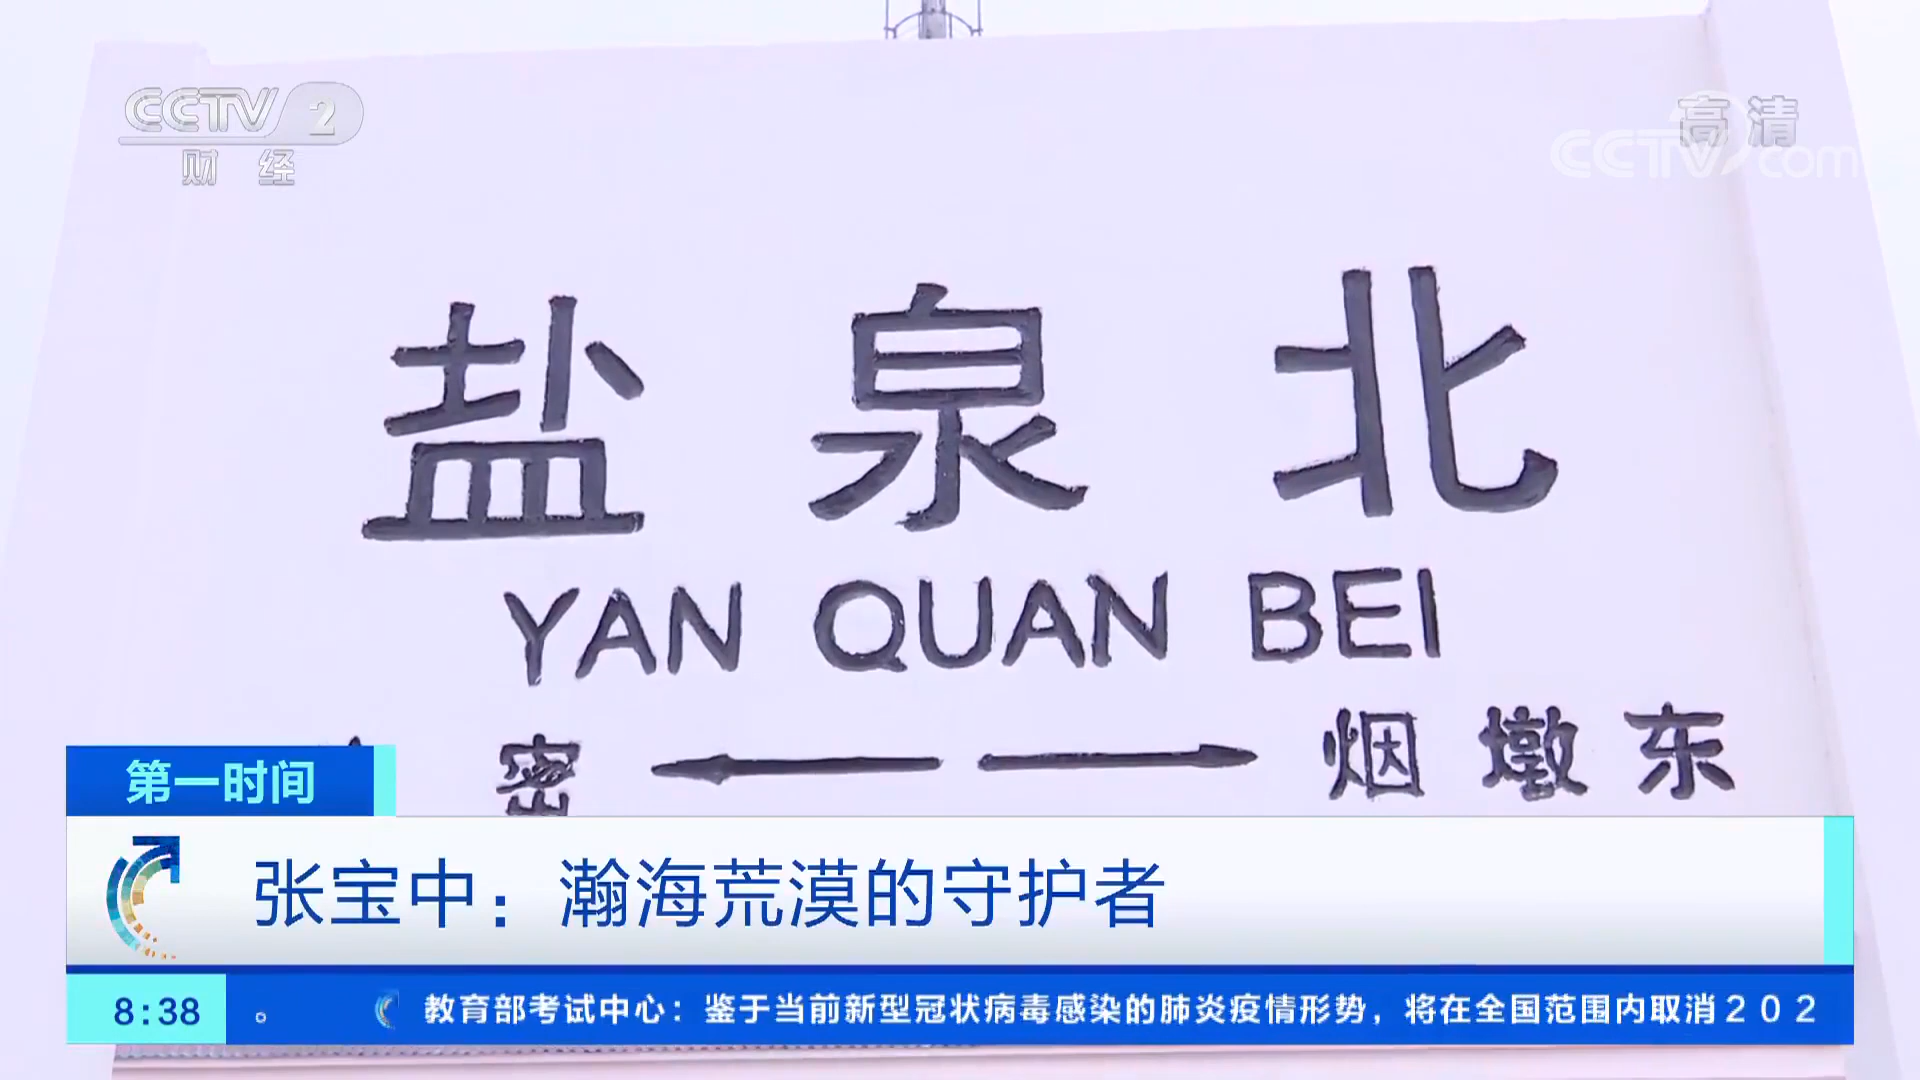 CCTV 2
财 经
高清
CCTV.com
盐泉北
YAN QUAN BEI
密
烟墩东
第一时间
张宝中：瀚海荒漠的守护者
8:38
。 教育部考试中心：鉴于当前新型冠状病毒感染的肺炎疫情形势，将在全国范围内取消202